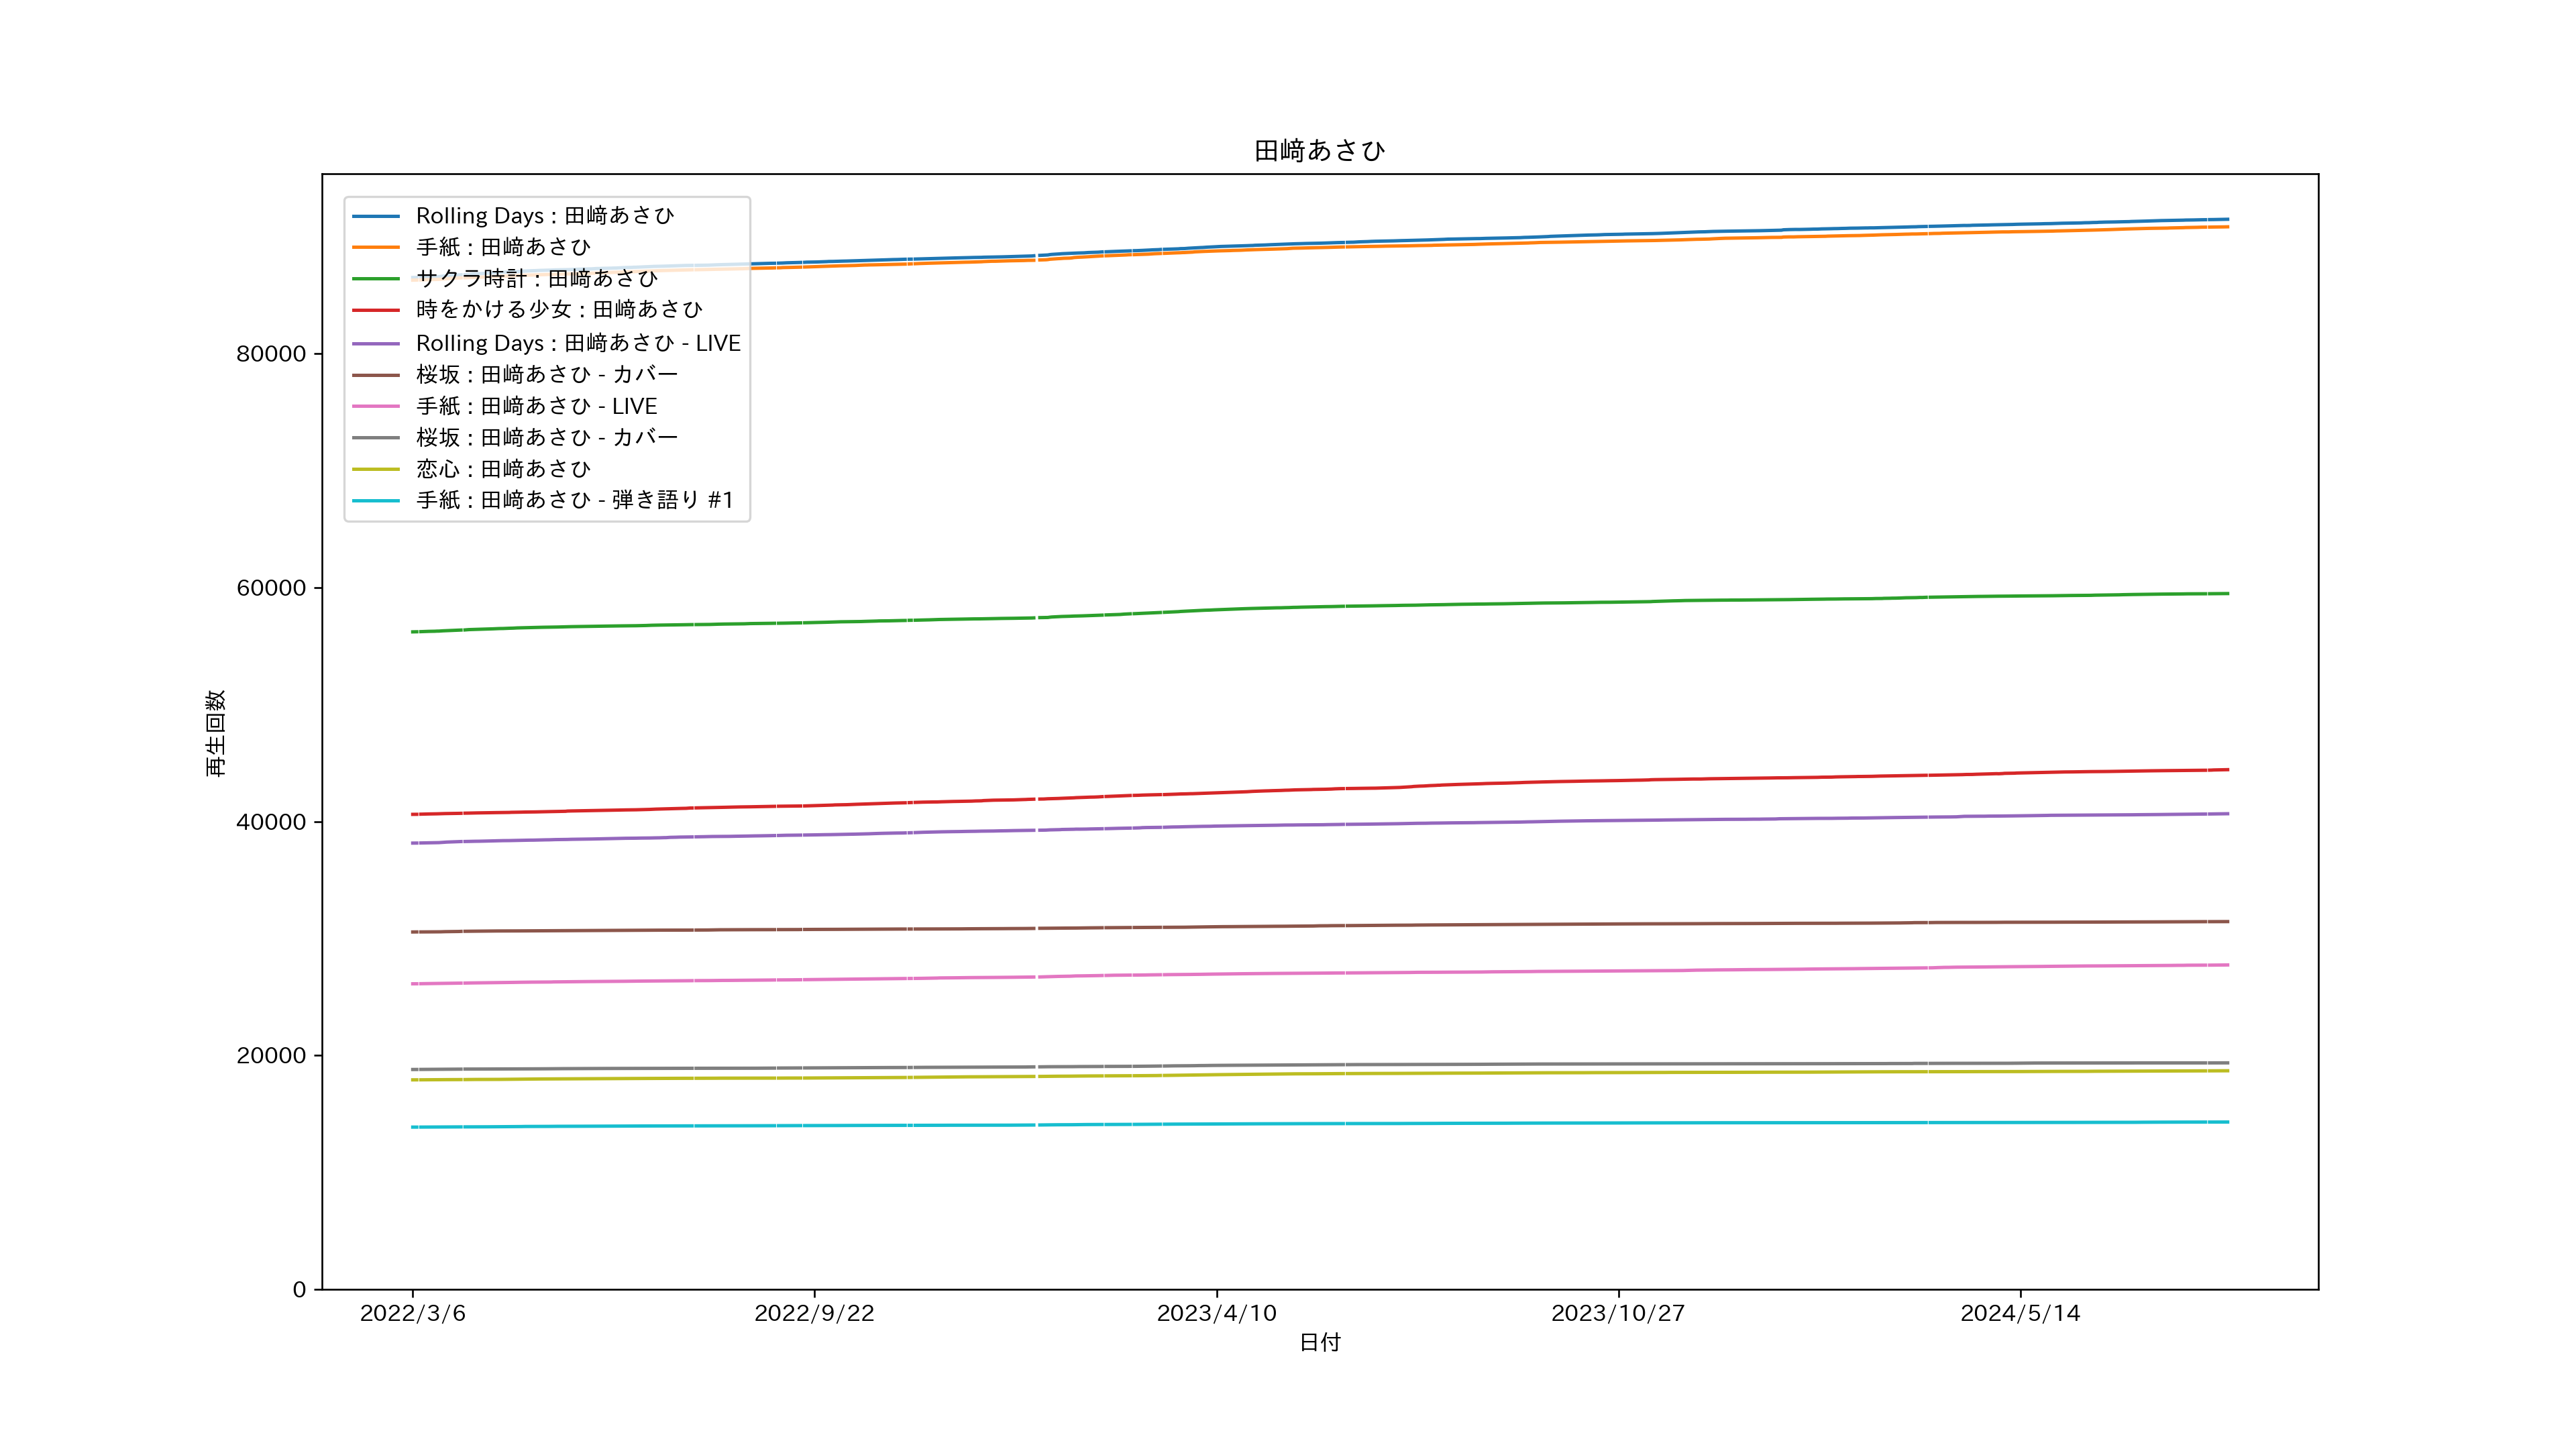 田﨑あさひ
Rolling Days : 田﨑あさひ
手紙 : 田﨑あさひ
サクラ時計 : 田﨑あさひ
時をかける少女 : 田﨑あさひ
Rolling Days : 田﨑あさひ - LIVE
桜坂 : 田﨑あさひ - カバー
手紙 : 田﨑あさひ - LIVE
桜坂 : 田﨑あさひ - カバー
恋心 : 田﨑あさひ
手紙 : 田﨑あさひ - 弾き語り #1
80000
60000
40000
20000
0
再生回数
2022/3/6
2022/9/22
2023/4/10
2023/10/27
2024/5/14
日付